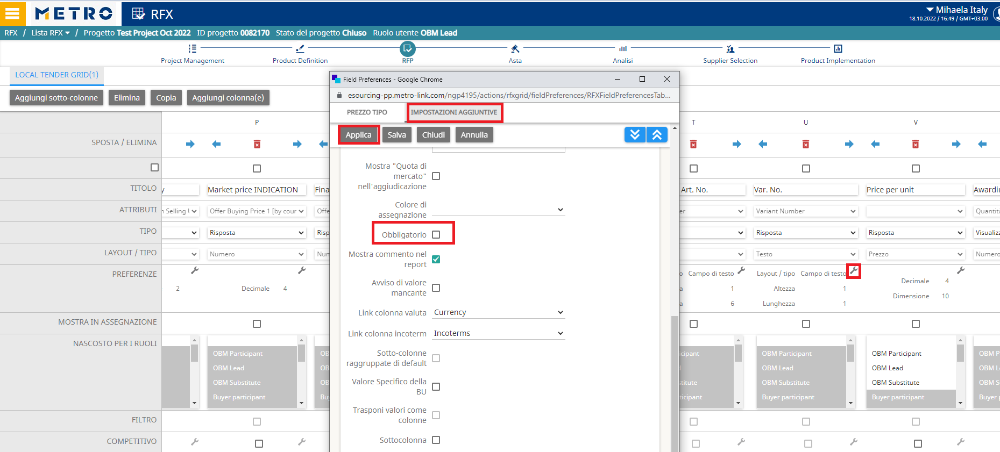 METRO RFX
Mihaela Italy
18.10.2022 / 16:49 / GMT+03:00
RFX / Lista RFX / Progetto Test Project Oct 2022 ID progetto 0082170 Stato del progetto Chiuso Ruolo utente OBM Lead
Project Management Product Definition RFP Asta Analisi Supplier Selection Product Implementation
LOCAL TENDER GRID(1)
Aggiungi sotto-colonne Elimina Copia Aggiungi colonna(e)
Field Preferences - Google Chrome
esourcing-pp.metro-link.com/ngp4195/actions/rfxgrid/fieldPreferences/RFXFieldPreferencesTab...
PREZZO TIPO IMPOSTAZIONI AGGIUNTIVE
Applica Salva Chiudi Annulla
Mostra "Quota di
mercato"
nell'aggiudicazione
Colore di
assegnazione
Obbligatorio
Mostra commento nel
report
Avviso di valore
mancante
Link colonna valuta Currency
Link colonna incoterm Incoterms
Sotto-colonne
raggruppate di default
Valore Specifico della
BU
Trasponi valori come
colonne
Sottocolonna
P T U V
SPOSTA / ELIMINA
TITOLO y Market price INDICATION Fina Art. No. Var. No. Price per unit Awardin
ATTRIBUTI n Selling U Offer Buying Price 1 [by cour Offe er Variant Number Quantità
TIPO Risposta Risp Risposta Risposta Visualizz
LAYOUT / TIPO Numero Num Testo Prezzo Numero
PREFERENZE o Campo di testo Layout / tipo Campo di testo Decimale 4
2 Decimale 4 a 1 Altezza 1 Dimensione 10
a 6 Lunghezza 1
MOSTRA IN ASSEGNAZIONE
NASCOSTO PER I RUOLI
OBM Participant OB icipant OBM Participant OBM Participant OBM P
OBM Lead OB OBM Lead OBM Lead OBM L
OBM Substitute OB stitute OBM Substitute OBM Substitute OBM S
Buyer participant Bu ticipant Buyer participant Buyer participant Buyer p
FILTRO
COMPETITIVO